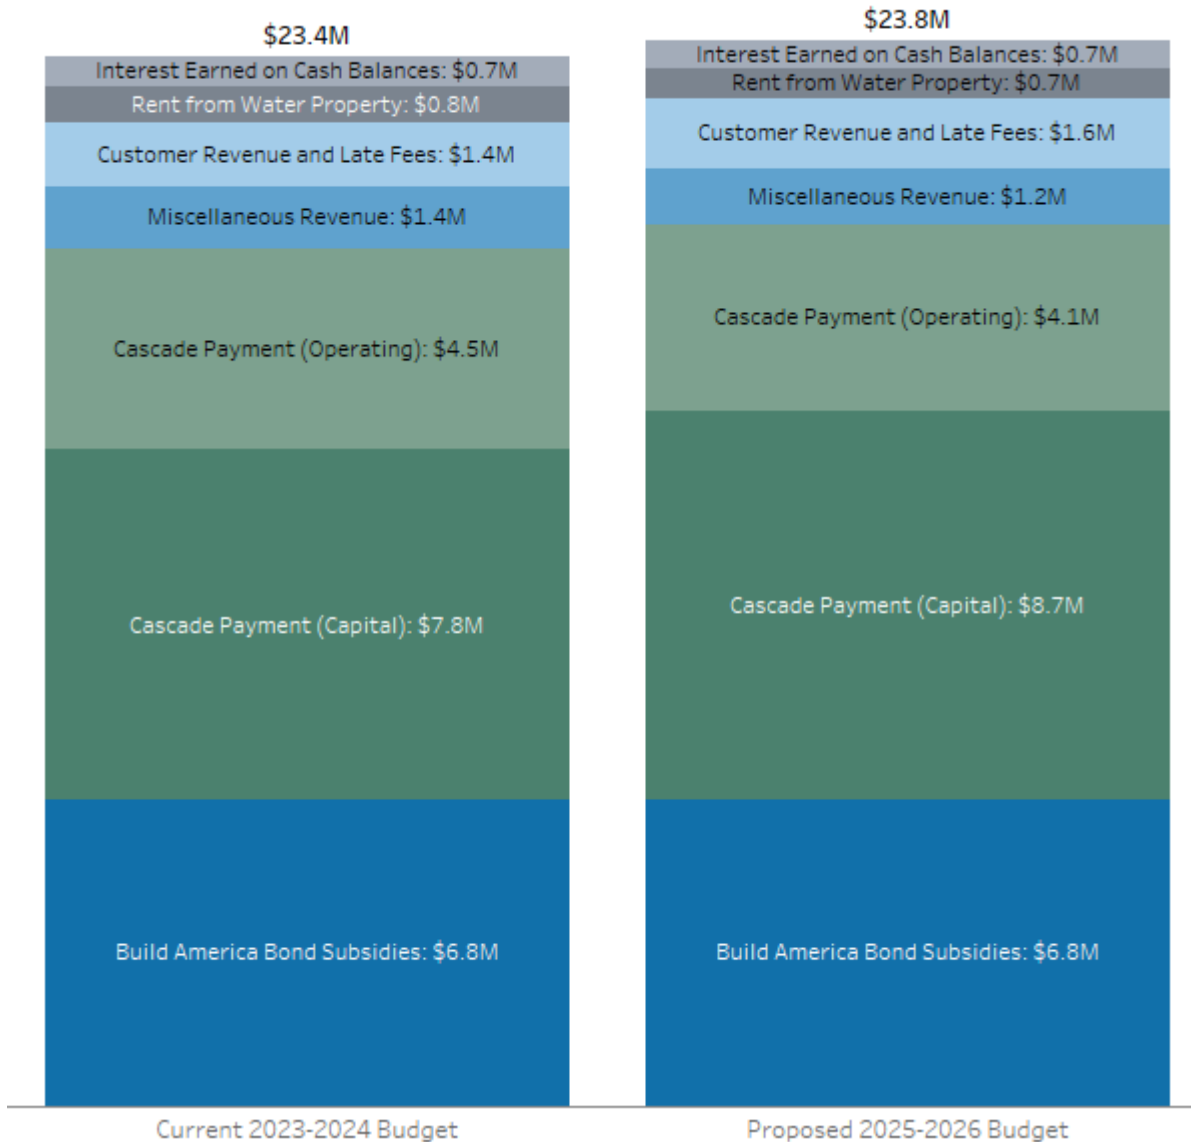 $23.4M
Interest Earned on Cash Balances: $0.7M
Rent from Water Property: $0.8M
Customer Revenue and Late Fees: $1.4M
Miscellaneous Revenue: $1.4M
Cascade Payment (Operating): $4.5M
Cascade Payment (Capital): $7.8M
Build America Bond Subsidies: $6.8M
Current 2023-2024 Budget
$23.8M
Interest Earned on Cash Balances: $0.7M
Rent from Water Property: $0.7M
Customer Revenue and Late Fees: $1.6M
Miscellaneous Revenue: $1.2M
Cascade Payment (Operating): $4.1M
Cascade Payment (Capital): $8.7M
Build America Bond Subsidies: $6.8M
Proposed 2025-2026 Budget